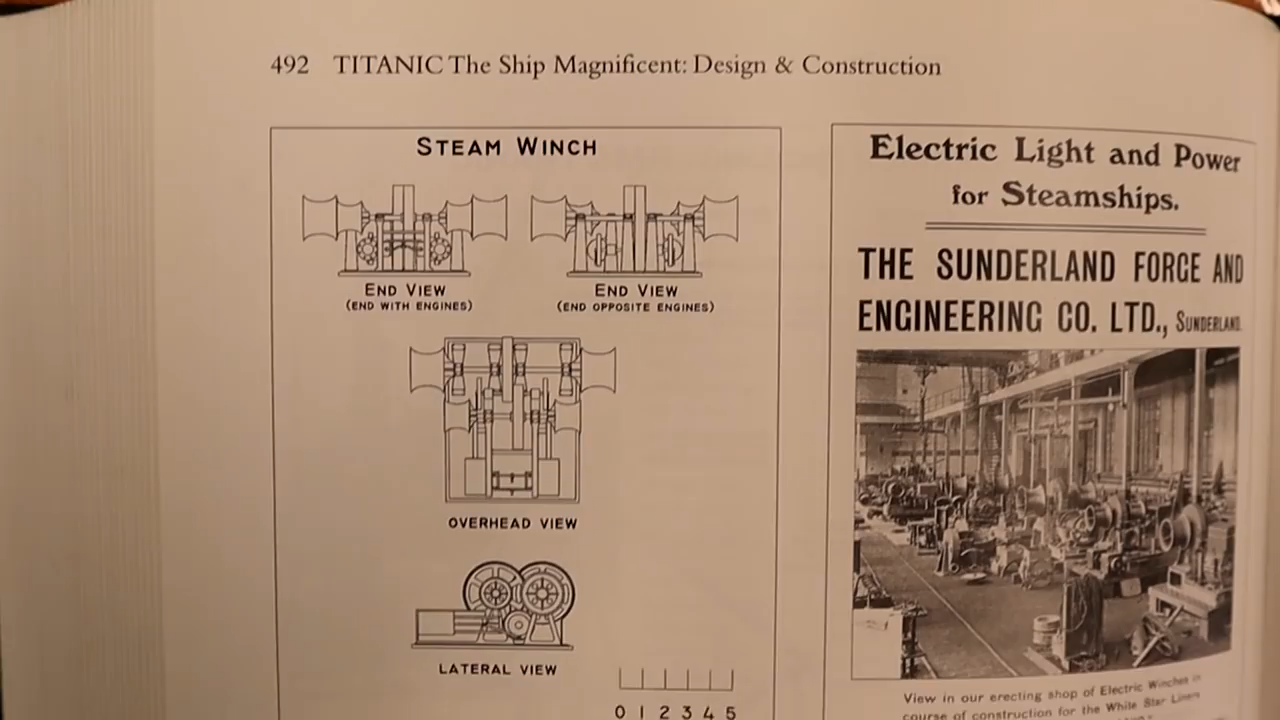 492 TITANIC The Ship Magnificent: Design & Construction
STEAM WINCH
END VIEW
(END WITH ENGINES)
END VIEW
(END OPPOSITE ENGINES)
OVERHEAD VIEW
LATERAL VIEW
0 1 2 3 4 5
Electric Light and Power
for Steamships.
THE SUNDERLAND FORGE AND
ENGINEERING CO. LTD., SUNDERLAND.
View in our erecting shop of Electric Winches in
course of construction for the White Star Liners